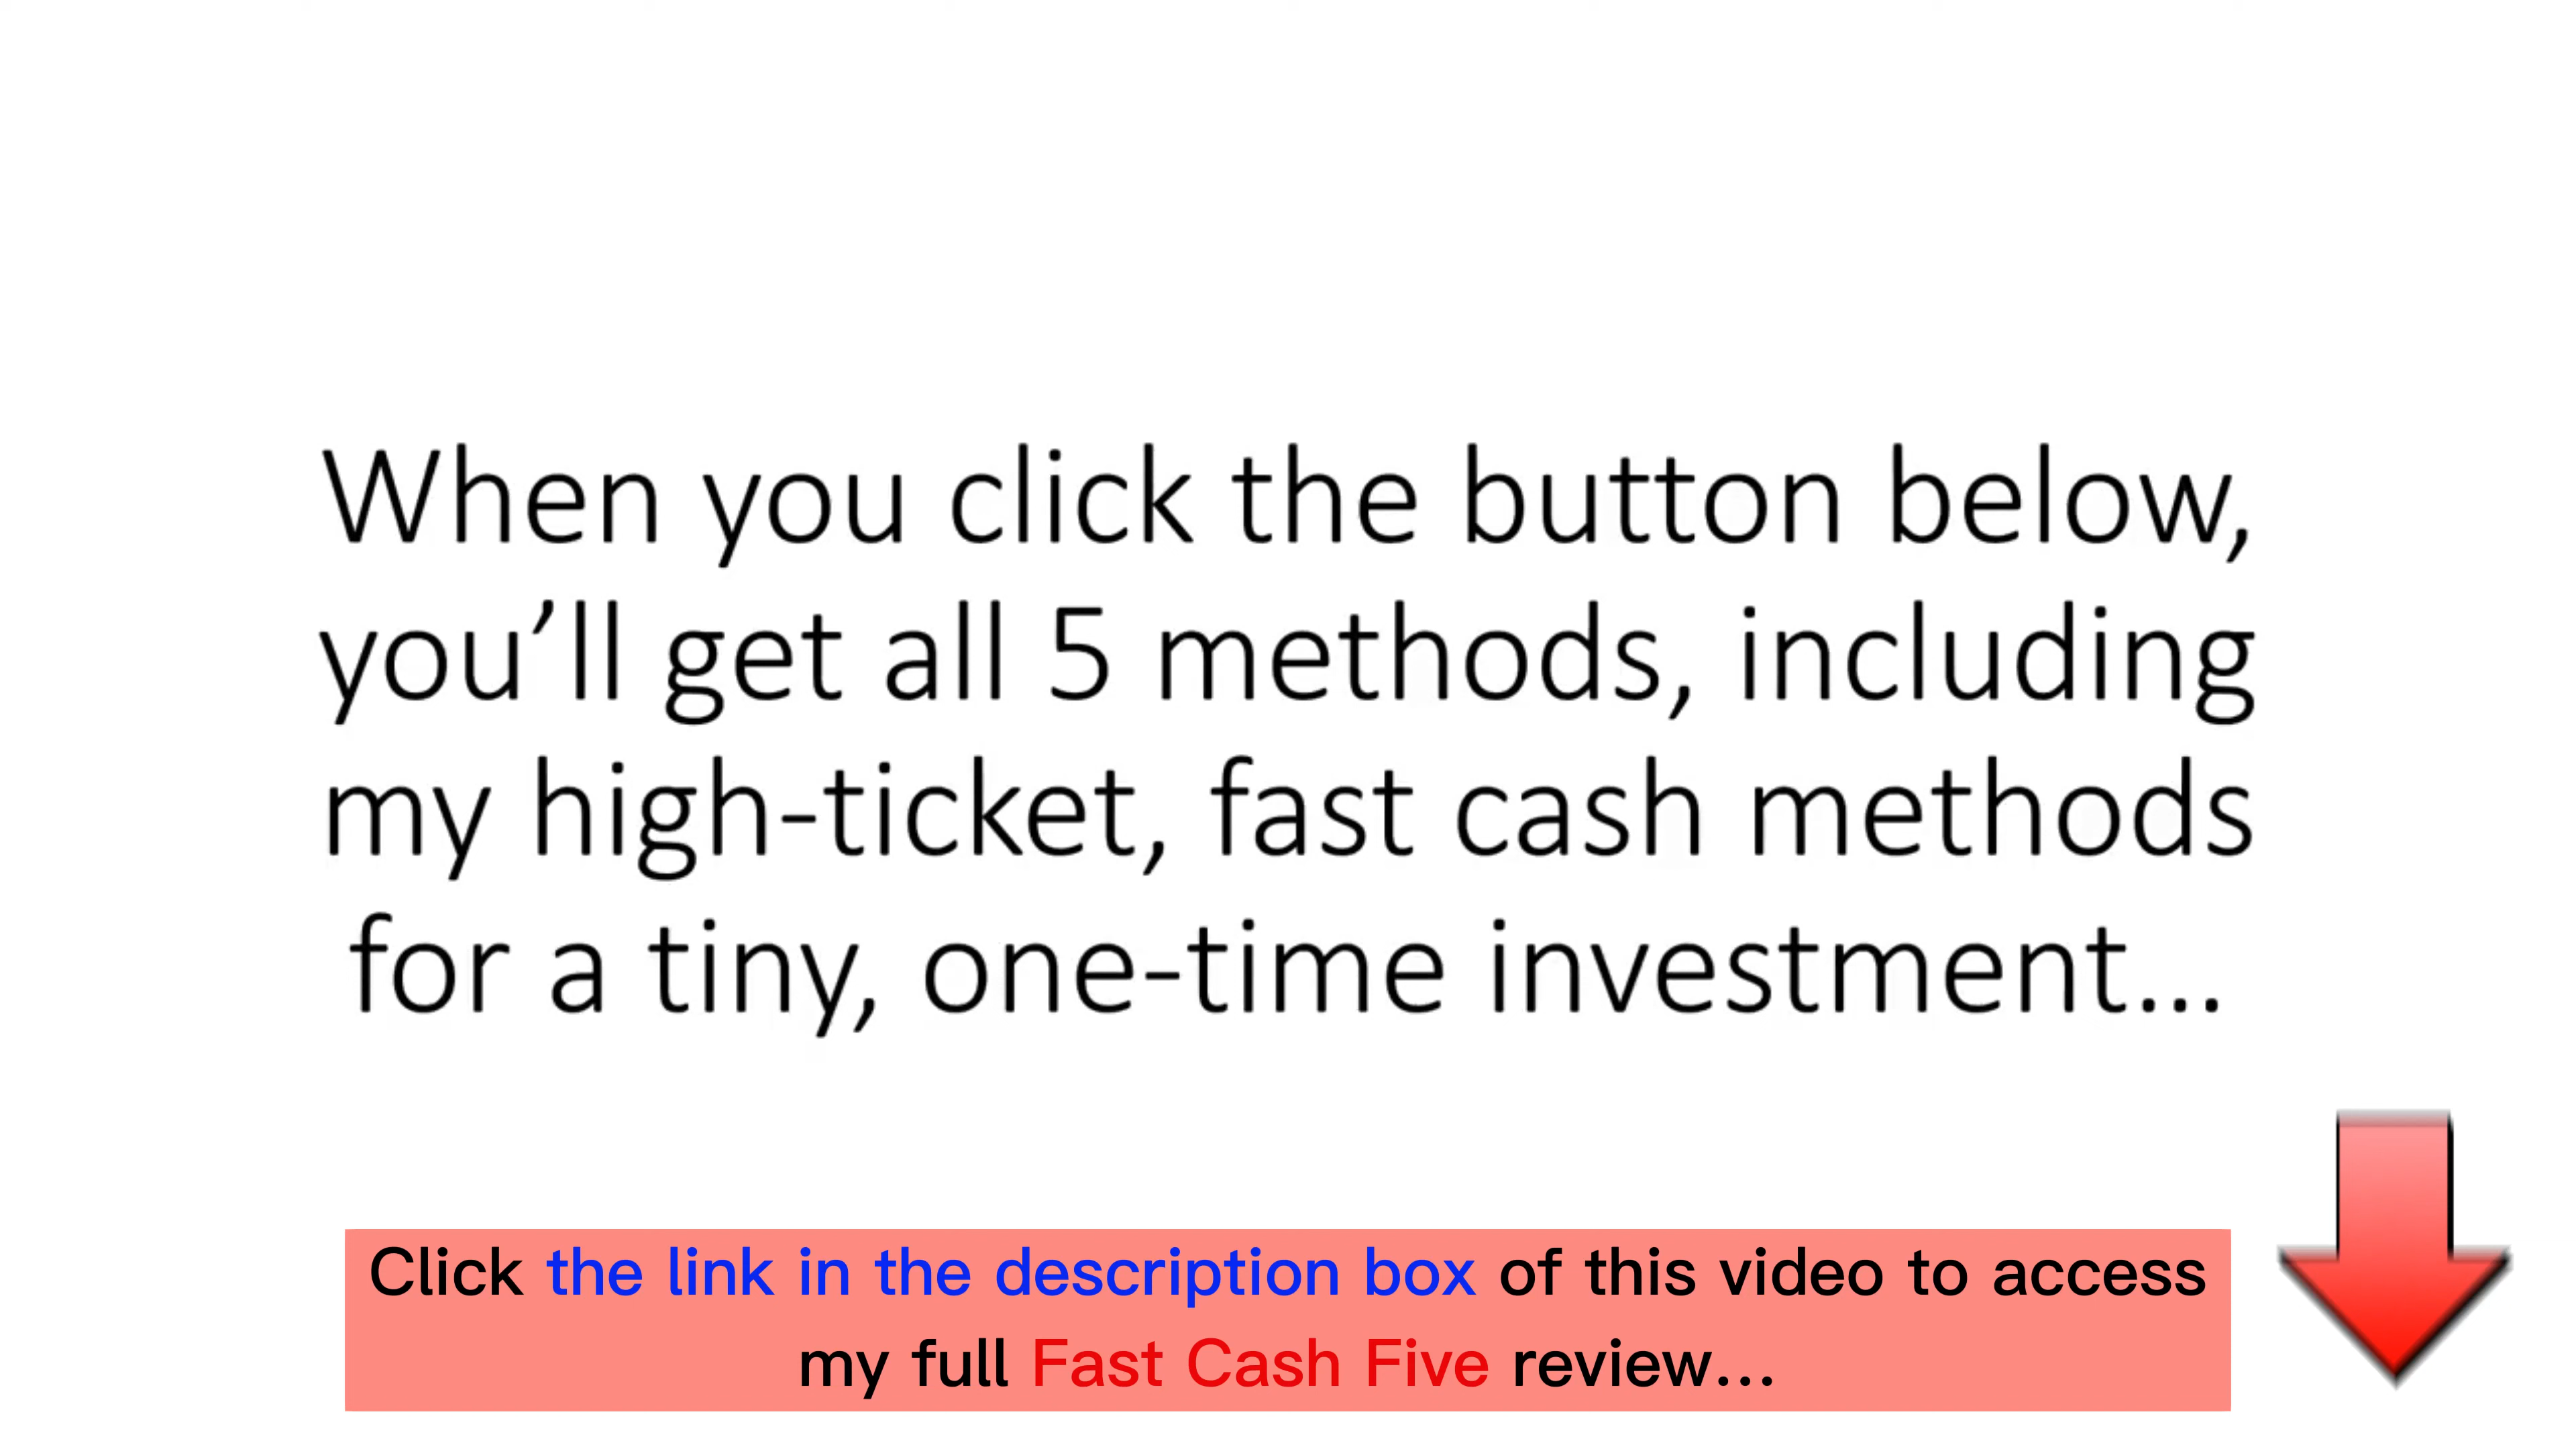 When you click the button below,
you’ll get all 5 methods, including
my high-ticket, fast cash methods
for a tiny, one-time investment...
Click the link in the description box of this video to access
my full Fast Cash Five review...